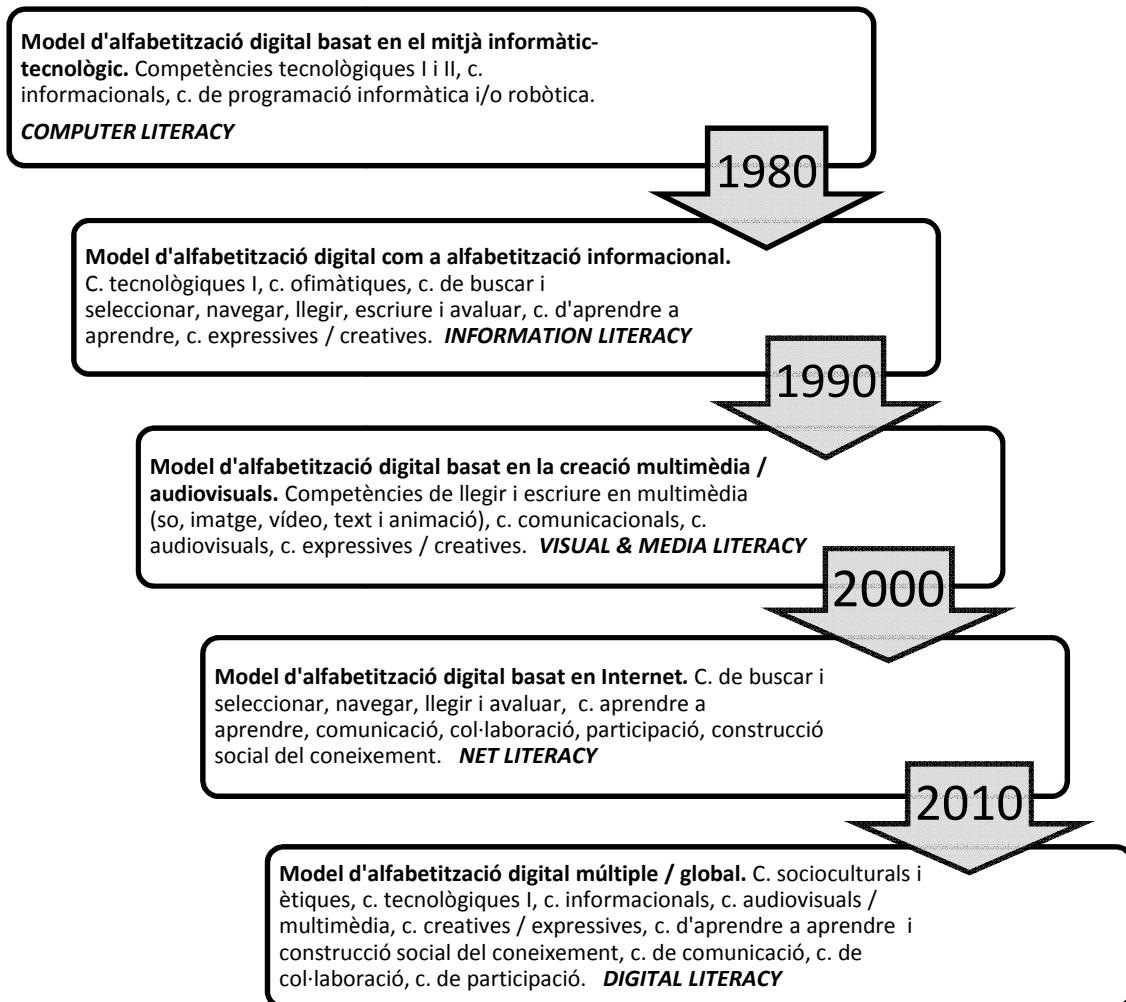 Model d'alfabetització digital basat en el mitjà informàtic-
tecnològic. Competències tecnològiques I i II, c.
informacionals, c. de programació informàtica i/o robòtica.
COMPUTER LITERACY
1980
Model d'alfabetització digital com a alfabetització informacional.
C. tecnològiques I, c. ofimàtiques, c. de buscar i
seleccionar, navegar, llegir, escriure i avaluar, c. d'aprendre a
aprendre, c. expressives / creatives. INFORMATION LITERACY
1990
Model d'alfabetització digital basat en la creació multimèdia /
audiovisuals. Competències de llegir i escriure en multimèdia
(so, imatge, vídeo, text i animació), c. comunicacionals, c.
audiovisuals, c. expressives / creatives. VISUAL & MEDIA LITERACY
2000
Model d'alfabetització digital basat en Internet. C. de buscar i
seleccionar, navegar, llegir i avaluar, c. aprendre a
aprendre, comunicació, col·laboració, participació, construcció
social del coneixement. NET LITERACY
2010
Model d'alfabetització digital múltiple / global. C. socioculturals i
ètiques, c. tecnològiques I, c. informacionals, c. audiovisuals /
multimèdia, c. creatives / expressives, c. d'aprendre a aprendre i
construcció social del coneixement, c. de comunicació, c. de
col·laboració, c. de participació. DIGITAL LITERACY